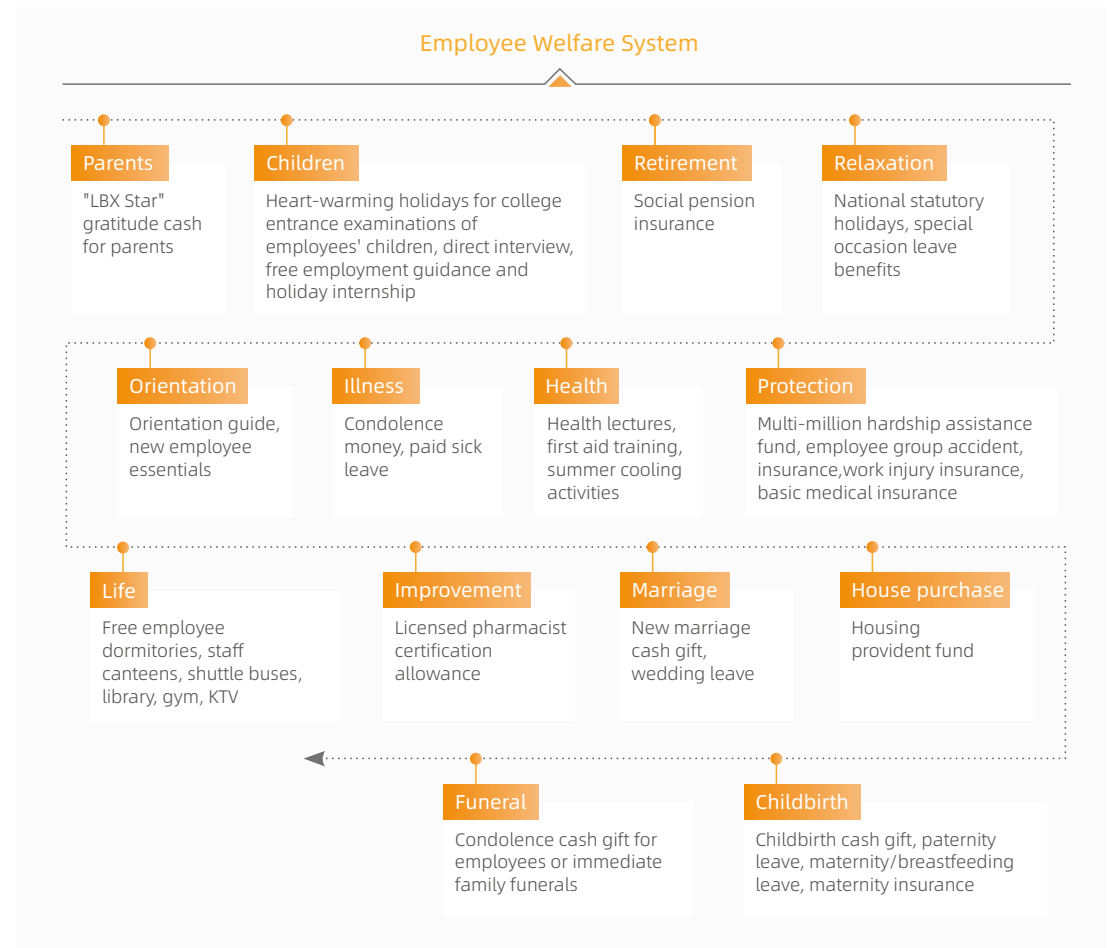 Employee Welfare System
Parents
"LBX Star"
gratitude cash
for parents
Children
Heart-warming holidays for college
entrance examinations of
employees' children, direct interview,
free employment guidance and
holiday internship
Retirement
Social pension
insurance
Relaxation
National statutory
holidays, special
occasion leave
benefits
Orientation
Orientation guide,
new employee
essentials
Illness
Condolence
money, paid sick
leave
Health
Health lectures,
first aid training,
summer cooling
activities
Protection
Multi-million hardship assistance
fund, employee group accident,
insurance,work injury insurance,
basic medical insurance
Life
Free employee
dormitories, staff
canteens, shuttle buses,
library, gym, KTV
Improvement
Licensed pharmacist
certification
allowance
Marriage
New marriage
cash gift,
wedding leave
House purchase
Housing
provident fund
Funeral
Condolence cash gift for
employees or immediate
family funerals
Childbirth
Childbirth cash gift, paternity
leave, maternity/breastfeeding
leave, maternity insurance